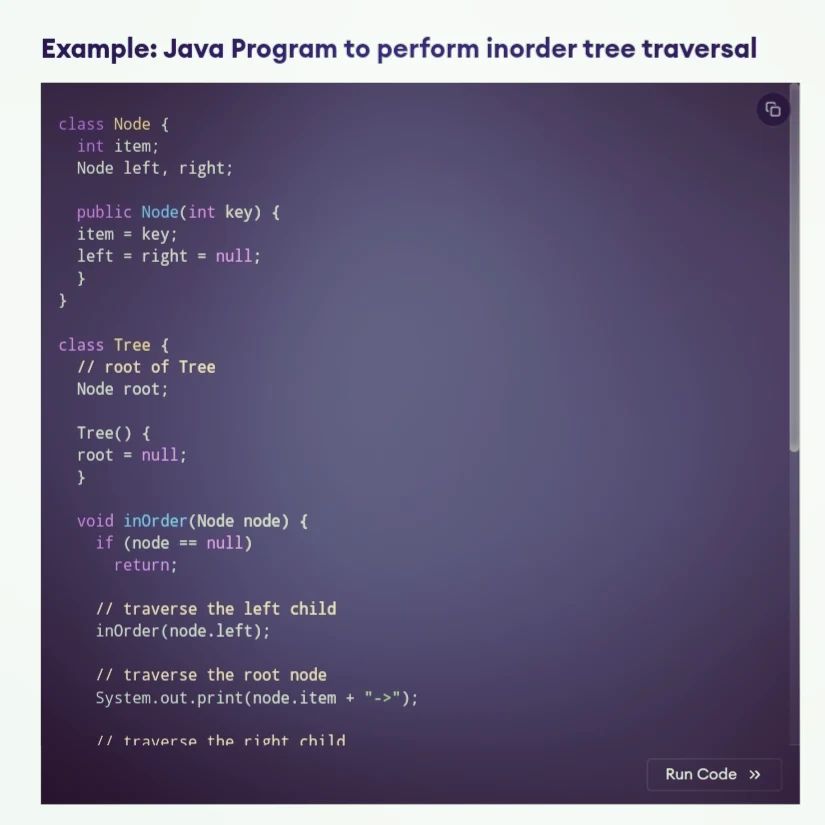 Example: Java Program to perform inorder tree traversal
class Node {
int item;
Node left, right;
public Node(int key) {
item = key;
left = right = null;
}
}
class Tree {
// root of Tree
Node root;
Tree() {
root = null;
}
void inOrder(Node node) {
if (node == null)
return;
// traverse the left child
inOrder(node.left);
// traverse the root node
System.out.print(node.item + "->");
// traverse the right child
Run Code »